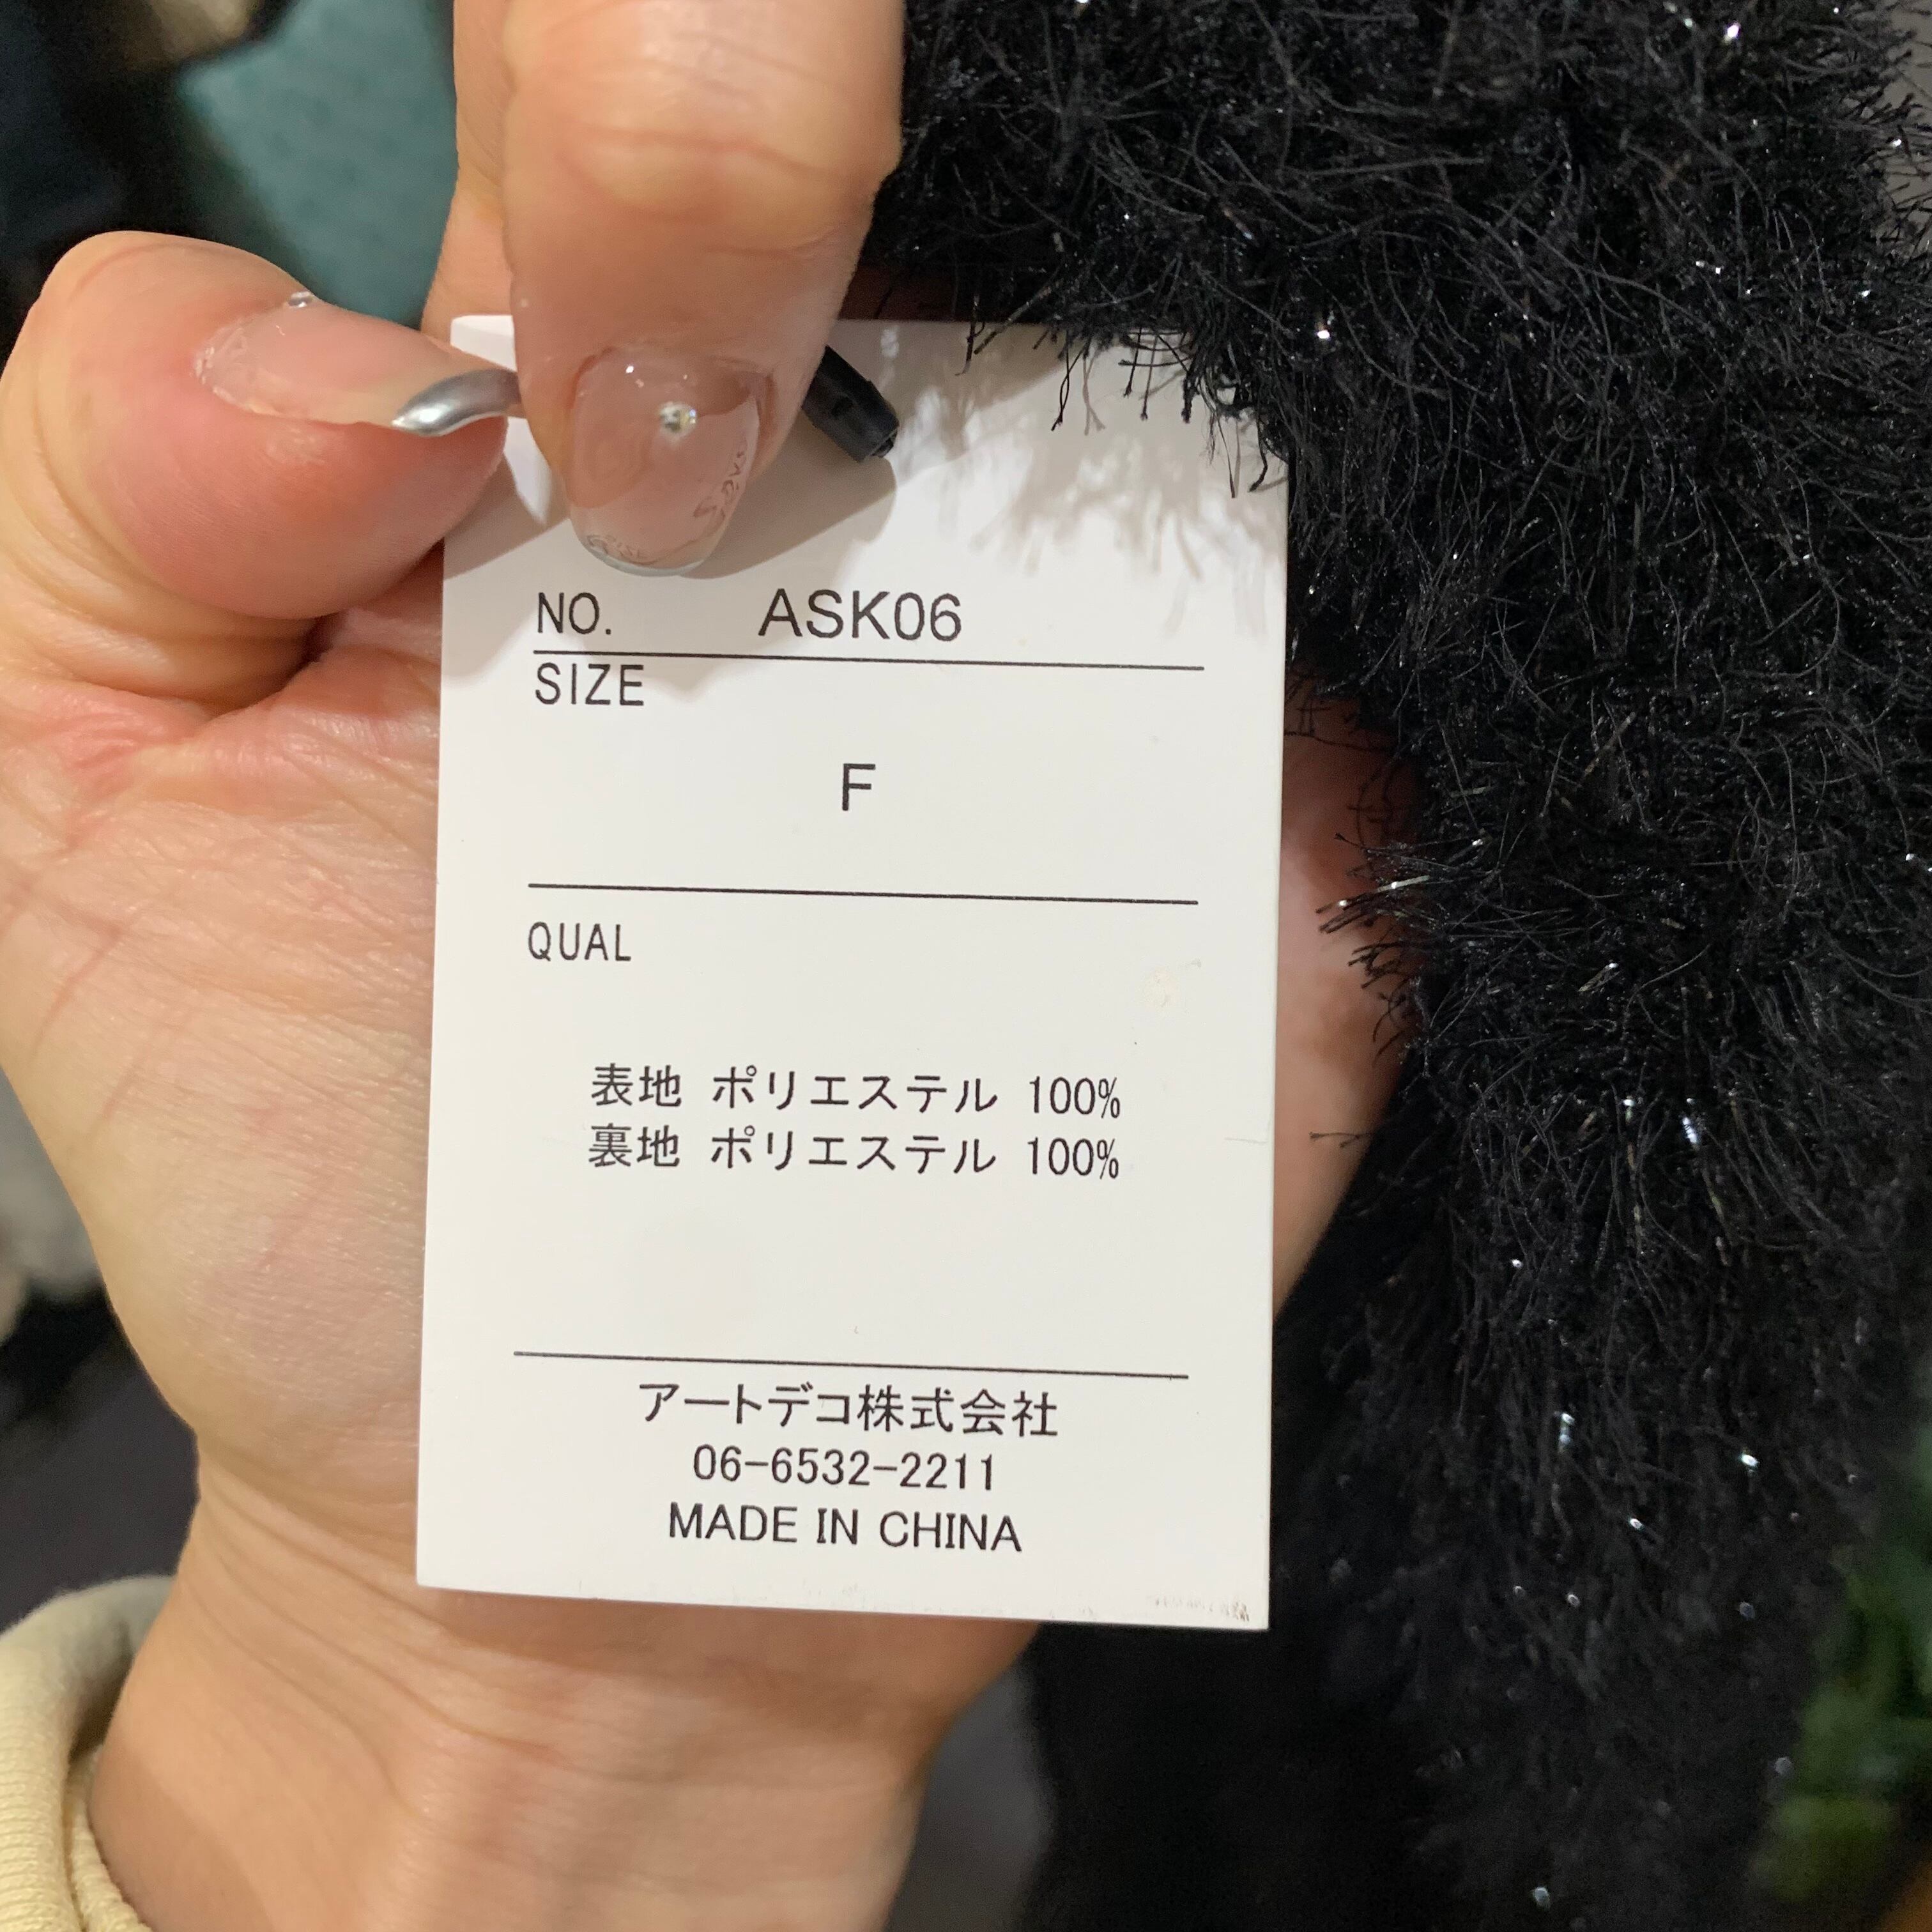 NO. ASK06
SIZE
F
QUAL
表地 ポリエステル 100%
裏地 ポリエステル 100%
アートデコ株式会社
06-6532-2211
MADE IN CHINA